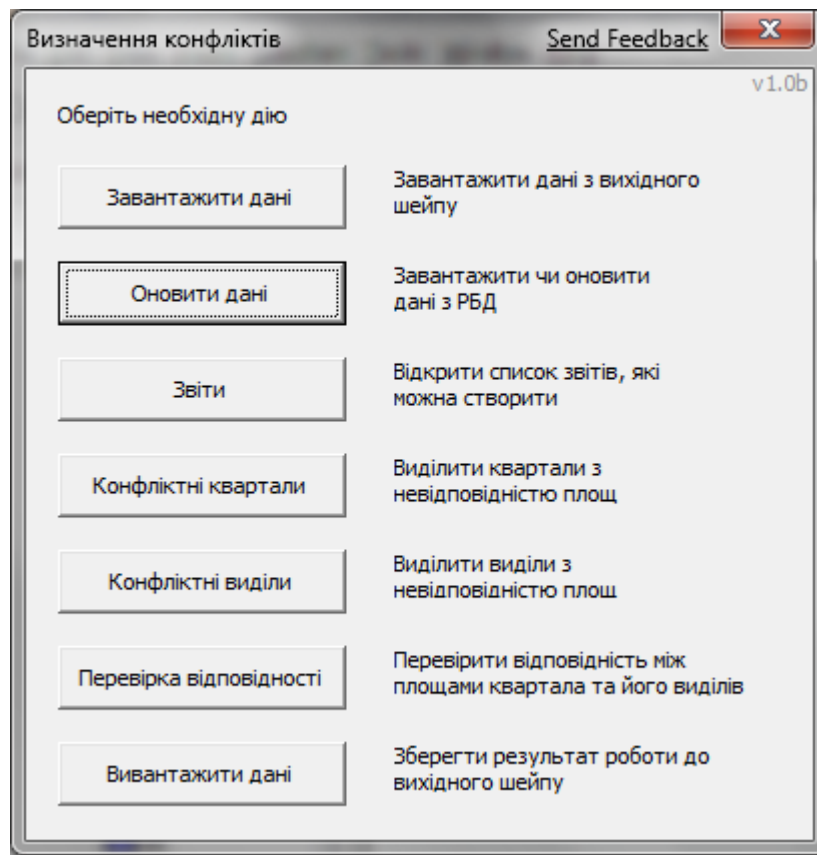 Визначення конфліктів Send Feedback
v1.0b
Оберіть необхідну дію
Завантажити дані
Завантажити дані з вихідного
шейпу
Оновити дані
Завантажити чи оновити
дані з РБД
Звіти
Відкрити список звітів, які
можна створити
Конфліктні квартали
Виділити квартали з
невідповідністю площ
Конфліктні виділи
Виділити виділи з
невідповідністю площ
Перевірка відповідності
Перевірити відповідність між
площами квартала та його виділів
Вивантажити дані
Зберегти результат роботи до
вихідного шейпу